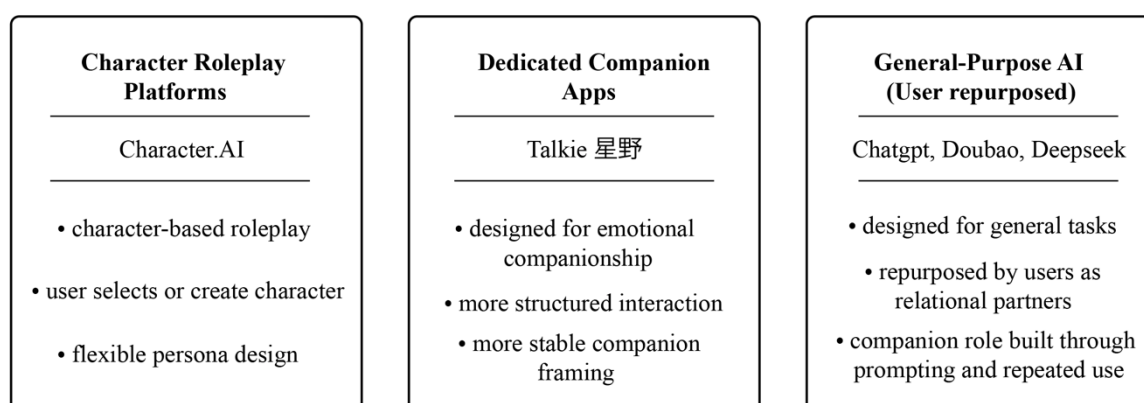 Character Roleplay
Platforms
Character.AI
• character-based roleplay
• user selects or create character
• flexible persona design
Dedicated Companion
Apps
Talkie 星野
• designed for emotional
companionship
• more structured interaction
• more stable companion
framing
General-Purpose AI
(User repurposed)
Chatgpt, Doubao, Deepseek
• designed for general tasks
• repurposed by users as
relational partners
• companion role built through
prompting and repeated use